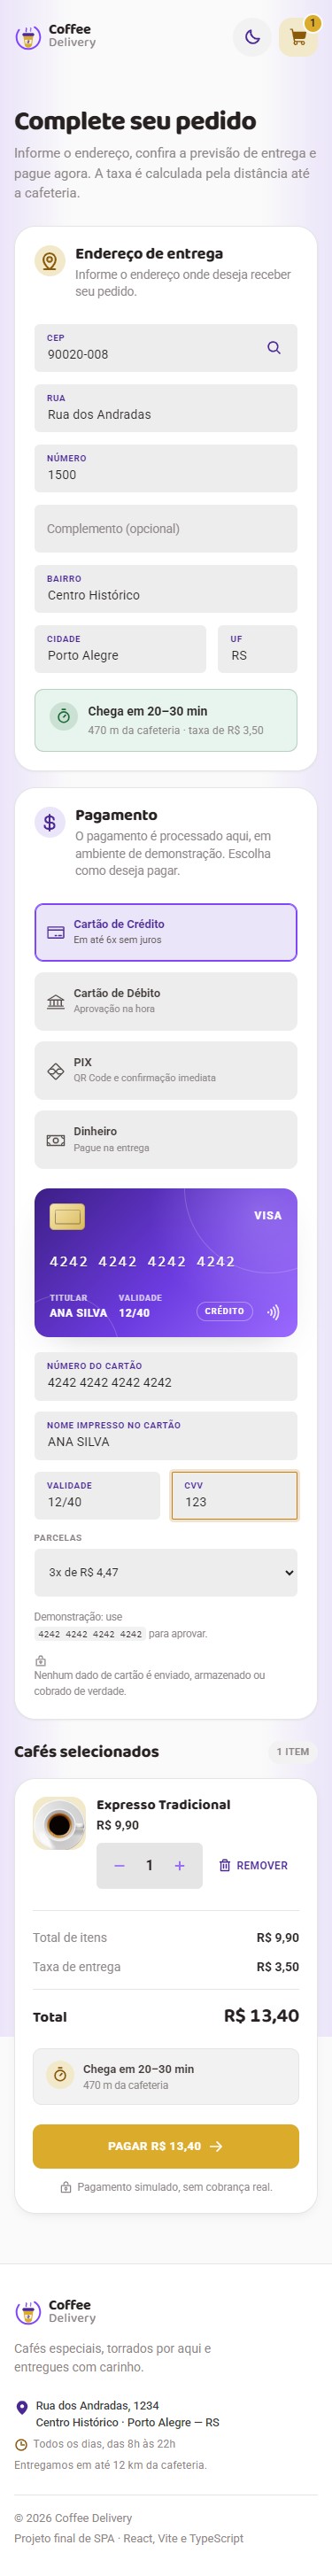 Coffee
Delivery
1
Complete seu pedido
Informe o endereço, confira a previsão de entrega e
pague agora. A taxa é calculada pela distância até
a cafeteria.
Endereço de entrega
Informe o endereço onde deseja receber
seu pedido.
CEP
90020-008
RUA
Rua dos Andradas
NÚMERO
1500
Complemento (opcional)
BAIRRO
Centro Histórico
CIDADE
Porto Alegre
UF
RS
Chega em 20–30 min
470 m da cafeteria · taxa de R$ 3,50
Pagamento
O pagamento é processado aqui, em
ambiente de demonstração. Escolha
como deseja pagar.
Cartão de Crédito
Em até 6x sem juros
Cartão de Débito
Aprovação na hora
PIX
QR Code e confirmação imediata
Dinheiro
Pague na entrega
VISA
4242 4242 4242 4242
TITULAR
ANA SILVA
VALIDADE
12/40
CRÉDITO
NÚMERO DO CARTÃO
4242 4242 4242 4242
NOME IMPRESSO NO CARTÃO
ANA SILVA
VALIDADE
12/40
CVV
123
PARCELAS
3x de R$ 4,47
Demonstração: use
4242 4242 4242 4242 para aprovar.
Nenhum dado de cartão é enviado, armazenado ou
cobrado de verdade.
Cafés selecionados
1 ITEM
Expresso Tradicional
R$ 9,90
1
REMOVER
Total de itens R$ 9,90
Taxa de entrega R$ 3,50
Total R$ 13,40
Chega em 20–30 min
470 m da cafeteria
PAGAR R$ 13,40
Pagamento simulado, sem cobrança real.
Coffee
Delivery
Cafés especiais, torrados por aqui e
entregues com carinho.
Rua dos Andradas, 1234
Centro Histórico · Porto Alegre — RS
Todos os dias, das 8h às 22h
Entregamos em até 12 km da cafeteria.
© 2026 Coffee Delivery
Projeto final de SPA · React, Vite e TypeScript